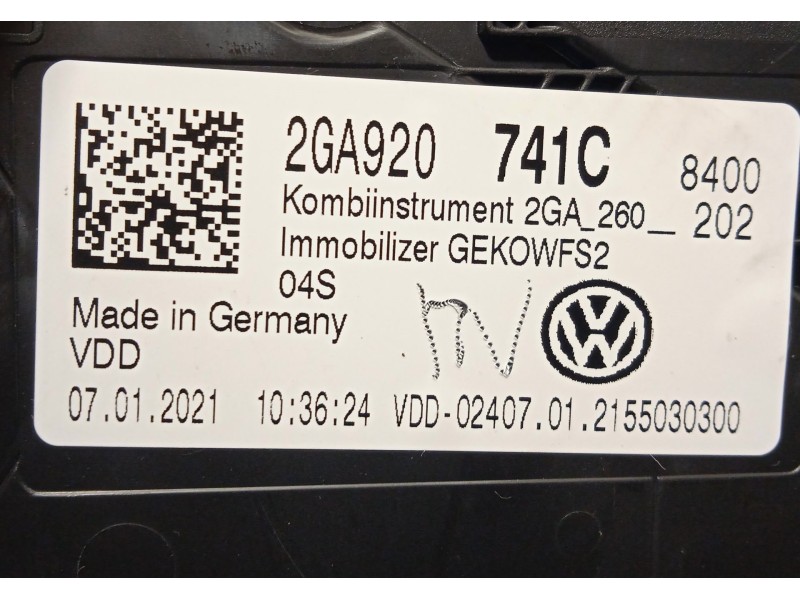 2GA920 741C 8400
Kombiinstrument 2GA_260__ 202
Immobilizer GEKOWFS2
04S
Made in Germany
VDD
07.01.2021 10:36:24 VDD-02407.01.2155030300